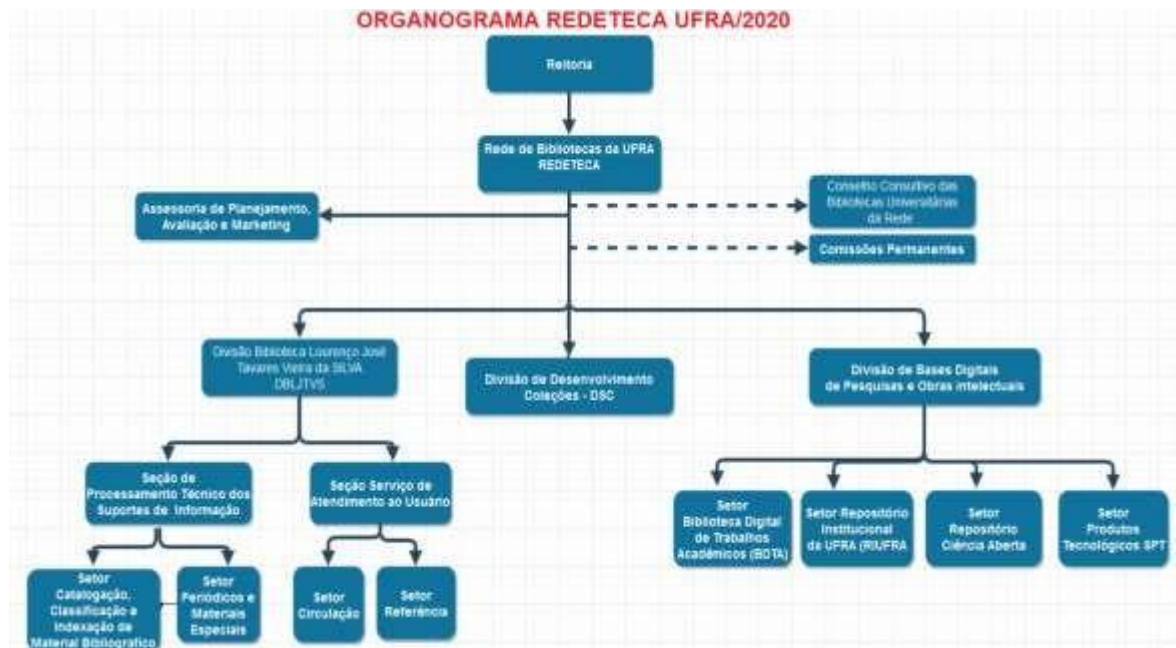 ORGANOGRAMA REDETECA UFRA/2020
Reitoria
Rede de Bibliotecas da UFRA
REDETECA
Assessoria de Planejamento,
Avaliação e Marketing
Conselho Consultivo das
Bibliotecas Universitárias
da Rede
Comissões Permanentes
Divisão Biblioteca Lourenço José
Tavares Vieira da SILVA
DBLJTVS
Divisão de Desenvolvimento
Coleções - DSC
Divisão de Bases Digitais
de Pesquisas e Obras intelectuais
Seção de
Processamento Técnico dos
Suportes de Informação
Seção Serviço de
Atendimento ao Usuário
Setor
Biblioteca Digital
de Trabalhos
Acadêmicos (BDTA)
Setor Repositório
Institucional
da UFRA (RIUFRA
Setor
Repositório
Ciência Aberta
Setor
Produtos
Tecnológicos SPT
Setor
Catalogação,
Classificação e
Indexação de
Material Bibliográfico
Setor
Periódicos e
Materiais
Especiais
Setor
Circulação
Setor
Referência